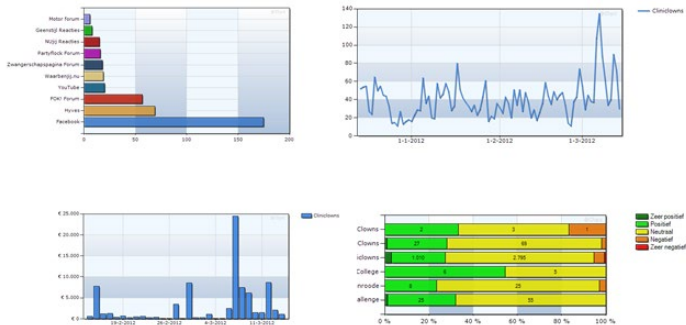 Motor forum
Geenstijl Reacties
NUjij Reacties
Partyflock Forum
Zwangerschapspagina Forum
Waarbenjij.nu
YouTube
FOK! Forum
Hyves
Facebook
0 50 100 150 200
140
120
100
80
60
40
20
0
1-1-2012 1-2-2012 1-3-2012
Cliniclowns
€ 25.000
€ 20.000
€ 15.000
€ 10.000
€ 5.000
€ 0
19-2-2012 26-2-2012 4-3-2012 11-3-2012
Cliniclowns
Clowns 2 3 1
Clowns 27 69
iclowns 1.010 2.795
College 6 5
nroode 8 25
allenge 25 55
0 % 20 % 40 % 60 % 80 % 100 %
Zeer positief
Positief
Neutraal
Negatief
Zeer negatief